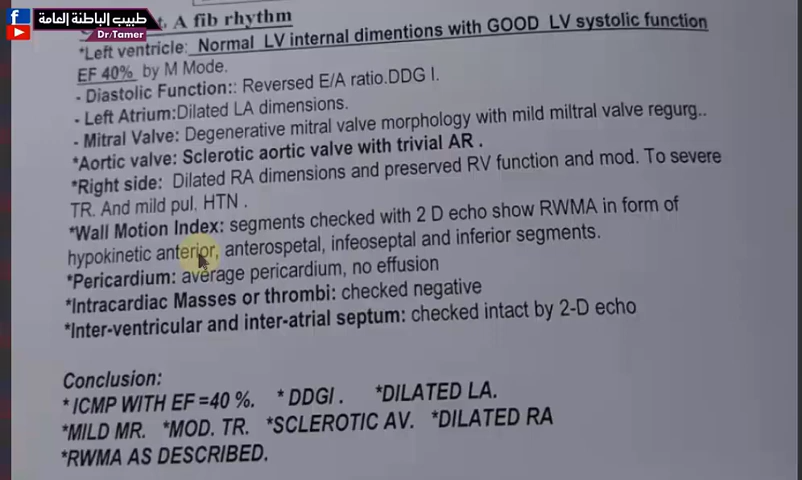 طبيب الباطنة العامة
Dr/Tamer
A fib rhythm
*Left ventricle: Normal LV internal dimentions with GOOD LV systolic function
EF 40% by M Mode.
- Diastolic Function:: Reversed E/A ratio.DDG I.
- Left Atrium:Dilated LA dimensions.
- Mitral Valve: Degenerative mitral valve morphology with mild miltral valve regurg..
*Aortic valve: Sclerotic aortic valve with trivial AR .
*Right side: Dilated RA dimensions and preserved RV function and mod. To severe
TR. And mild pul. HTN .
*Wall Motion Index: segments checked with 2 D echo show RWMA in form of
hypokinetic anterior, anterospetal, infeoseptal and inferior segments.
*Pericardium: average pericardium, no effusion
*Intracardiac Masses or thrombi: checked negative
*Inter-ventricular and inter-atrial septum: checked intact by 2-D echo
Conclusion:
* ICMP WITH EF =40 %. * DDGI . *DILATED LA.
*MILD MR. *MOD. TR. *SCLEROTIC AV. *DILATED RA
*RWMA AS DESCRIBED.